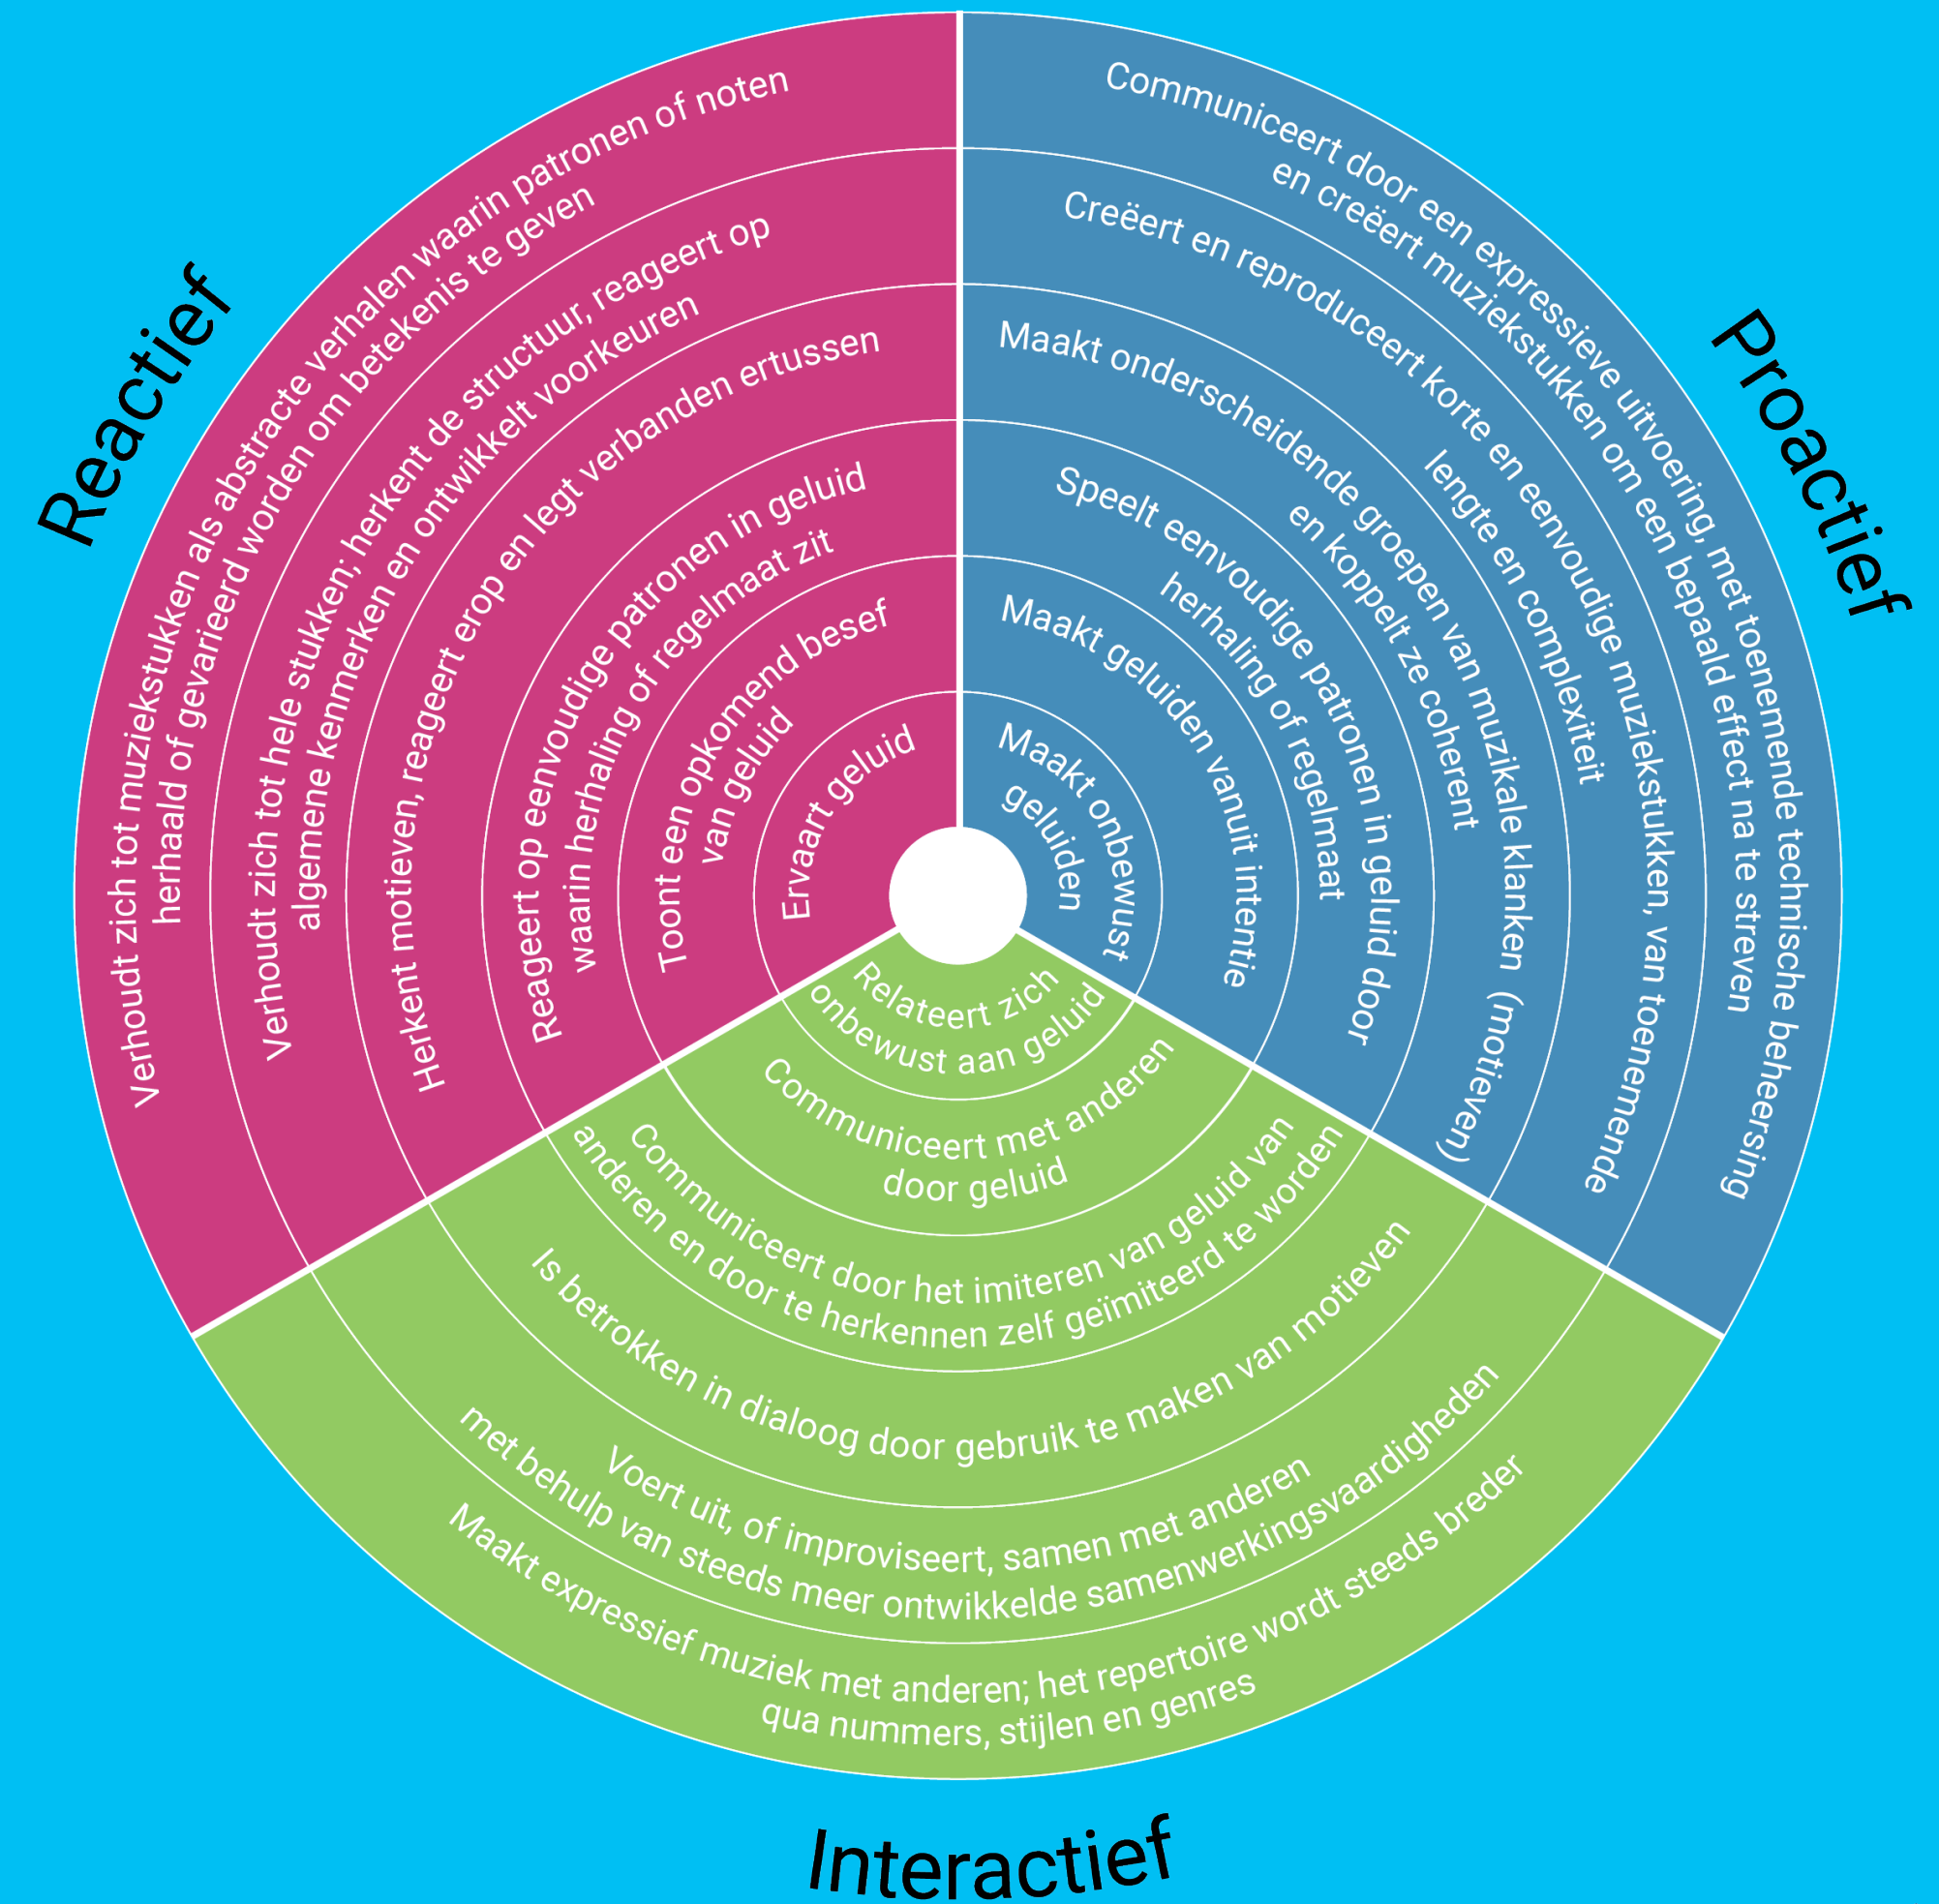 Reactief
Verhoudt zich tot muziekstukken als abstracte verhalen waarin patronen of noten
herhaald of gevarieerd worden om betekenis te geven
Verhoudt zich tot hele stukken; herkent de structuur, reageert op
algemene kenmerken en ontwikkelt voorkeuren
Herkent motieven, reageert erop en legt verbanden ertussen
Reageert op eenvoudige patronen in geluid
waarin herhaling of regelmaat zit
Toont een opkomend besef
van geluid
Ervaart geluid
Proactief
Communiceert door een expressieve uitvoering, met toenemende technische beheersing
en creëert muziekstukken om een bepaald effect na te streven
Creëert en reproduceert korte en eenvoudige muziekstukken, van toenemende
lengte en complexiteit
Maakt onderscheidende groepen van muzikale klanken (motieven)
en koppelt ze coherent
Speelt eenvoudige patronen in geluid door
herhaling of regelmaat
Maakt geluiden vanuit intentie
Maakt onbewust
geluiden
Relateert zich
onbewust aan geluid
Communiceert met anderen
door geluid
Communiceert door het imiteren van geluid van
anderen en door te herkennen zelf geïmiteerd te worden
Is betrokken in dialoog door gebruik te maken van motieven
Voert uit, of improviseert, samen met anderen
met behulp van steeds meer ontwikkelde samenwerkingsvaardigheden
Maakt expressief muziek met anderen; het repertoire wordt steeds breder
qua nummers, stijlen en genres
Interactief